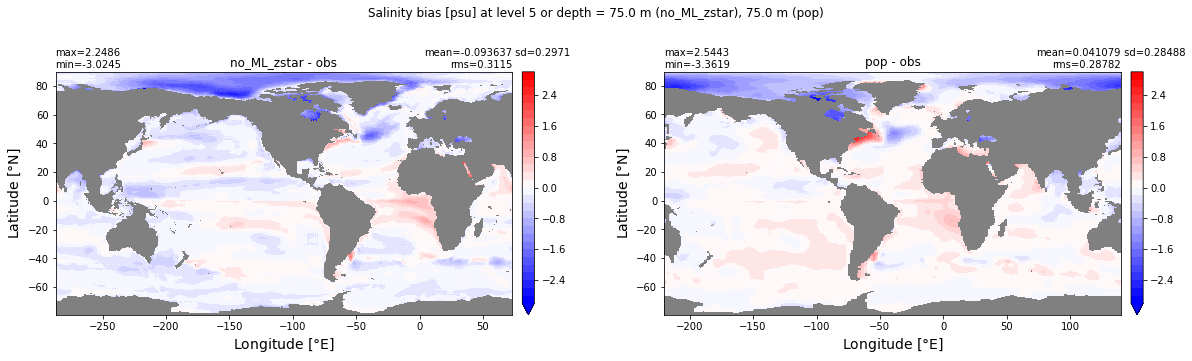 Salinity bias [psu] at level 5 or depth = 75.0 m (no_ML_zstar), 75.0 m (pop)
max=2.2486
min=-3.0245
no_ML_zstar - obs
mean=-0.093637 sd=0.2971
rms=0.3115
80
60
40
20
0
−20
−40
−60
Latitude [°N]
−250
−200
−150
−100
−50
0
50
Longitude [°E]
2.4
1.6
0.8
0.0
−0.8
−1.6
−2.4
max=2.5443
min=-3.3619
pop - obs
mean=0.041079 sd=0.28488
rms=0.28782
80
60
40
20
0
−20
−40
−60
Latitude [°N]
−200
−150
−100
−50
0
50
100
Longitude [°E]
2.4
1.6
0.8
0.0
−0.8
−1.6
−2.4